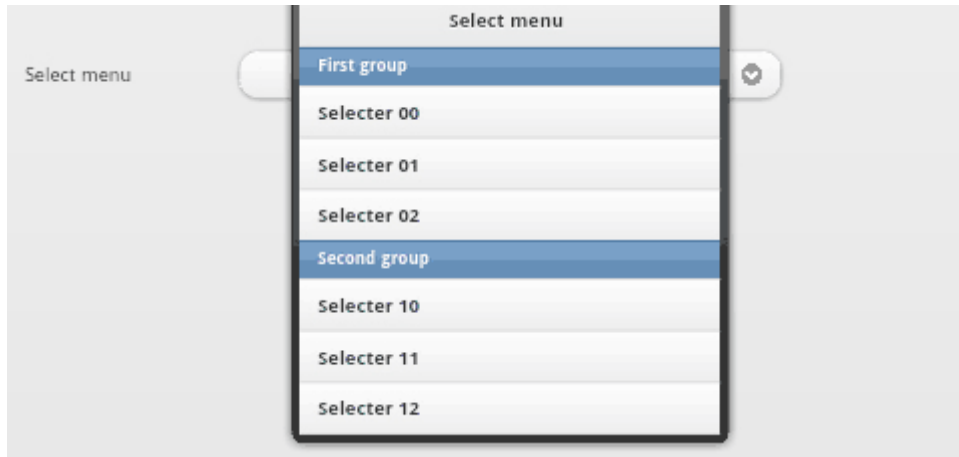 Select menu
Select menu
First group
Selecter 00
Selecter 01
Selecter 02
Second group
Selecter 10
Selecter 11
Selecter 12